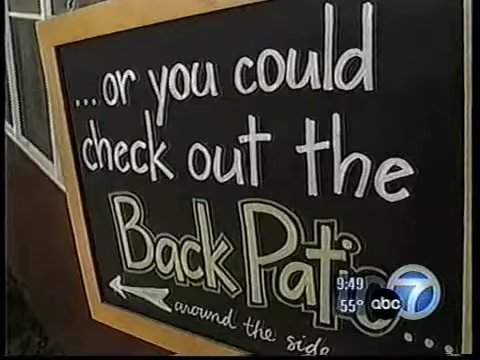 ...or you could
check out the
Back Patio...
around the side
9:49
55°
abc 7